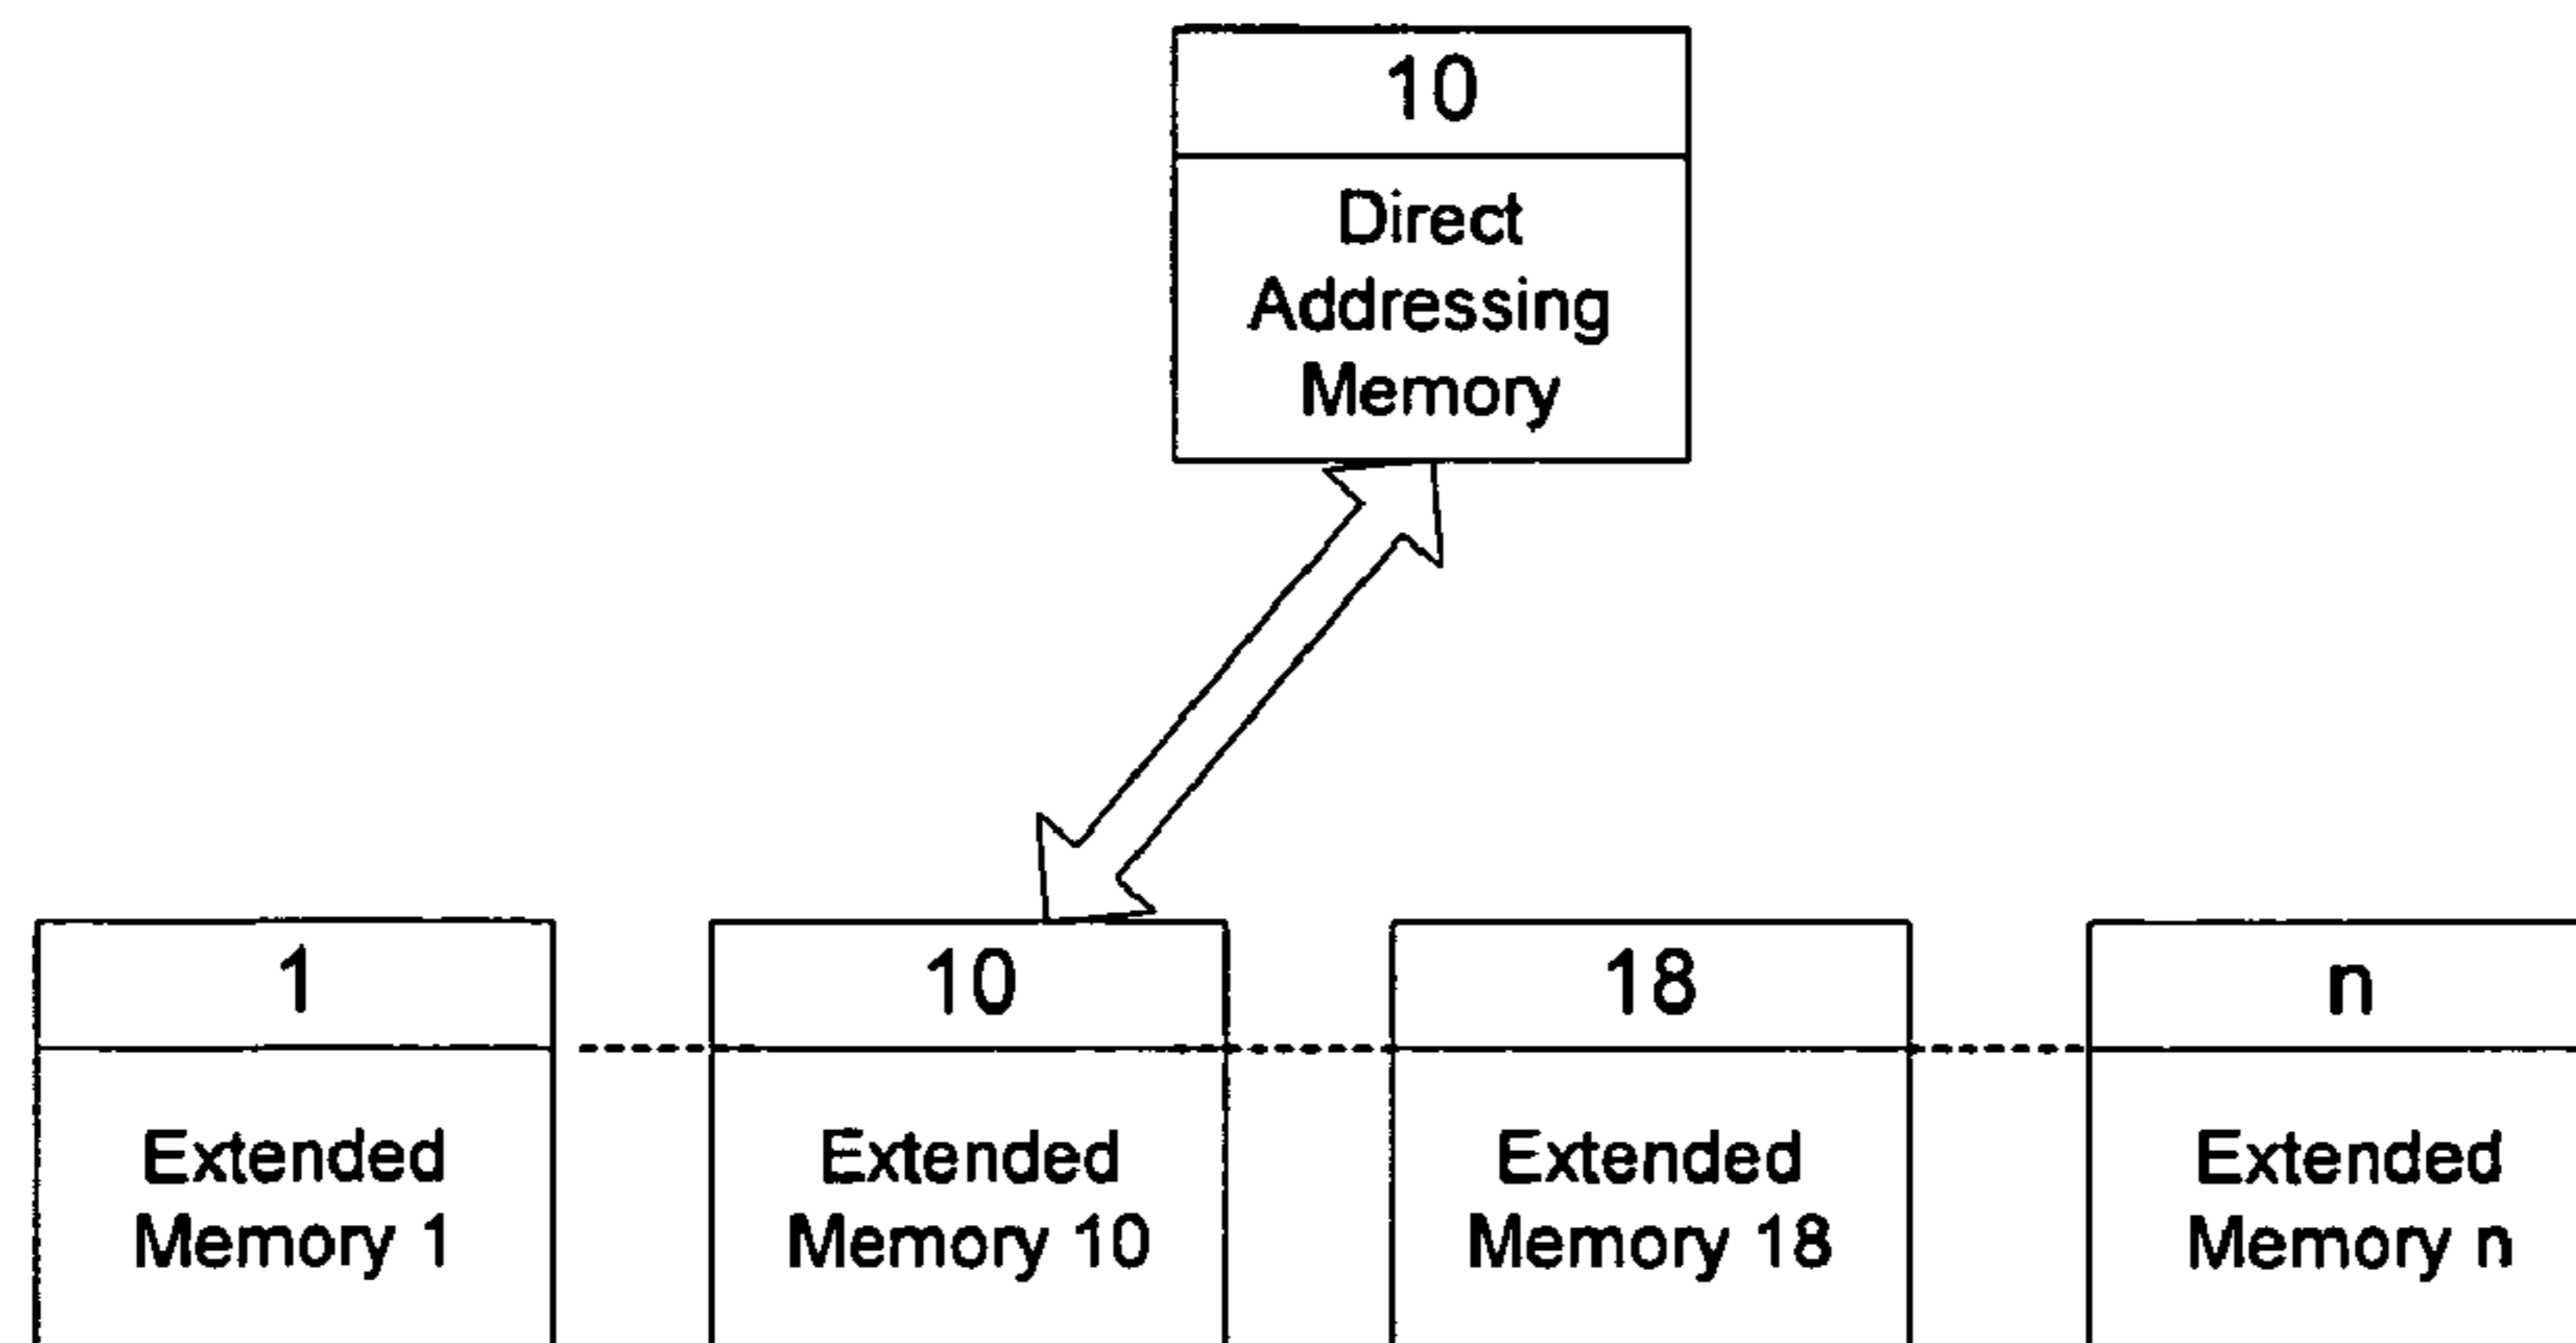 10
Direct
Addressing
Memory
1
10
18
n
Extended
Memory 1
Extended
Memory 10
Extended
Memory 18
Extended
Memory n